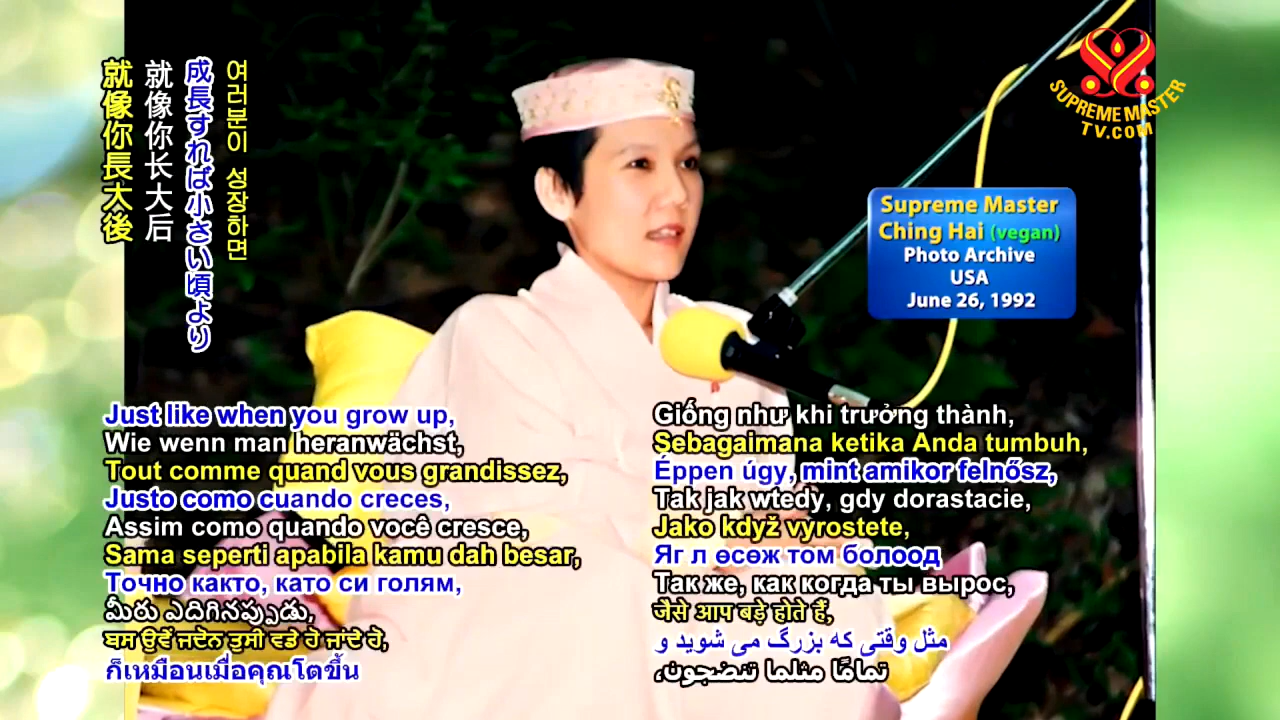 여러분이 성장하면
成長すれば小さい頃より
就像你长大后
就像你長大後
SUPREME MASTER
TV.COM
Supreme Master
Ching Hai (vegan)
Photo Archive
USA
June 26, 1992
Just like when you grow up,
Wie wenn man heranwächst,
Tout comme quand vous grandissez,
Justo como cuando creces,
Assim como quando você cresce,
Sama seperti apabila kamu dah besar,
Точно както, като си голям,
మీరు ఎదిగినప్పుడు,
ਬਸ ਉਵੇਂ ਜਦੋਂਨ ਤੁਸੀ ਵਡੇ ਹੋ ਜਾਂਦੇ ਹੋ,
ก็เหมือนเมื่อคุณโตขึ้น
Giống như khi trưởng thành,
Sebagaimana ketika Anda tumbuh,
Éppen úgy, mint amikor felnősz,
Tak jak wtedy, gdy dorastacie,
Jako když vyrostete,
Яг л өсөж том болоод
Так же, как когда ты вырос,
जैसे आप बड़े होते हैं,
مثل وقتی که بزرگ می شوید و
تمامًا مثلما تنضجون،